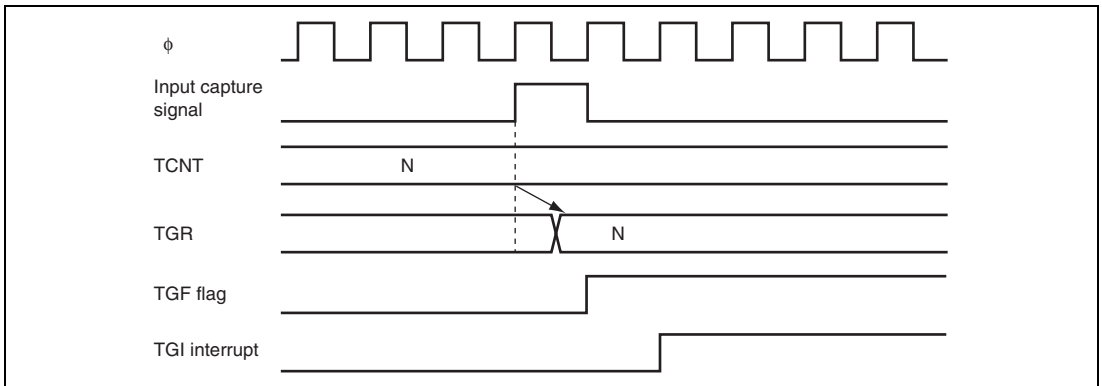 ϕ
Input capture
signal
TCNT
N
TGR
N
TGF flag
TGI interrupt